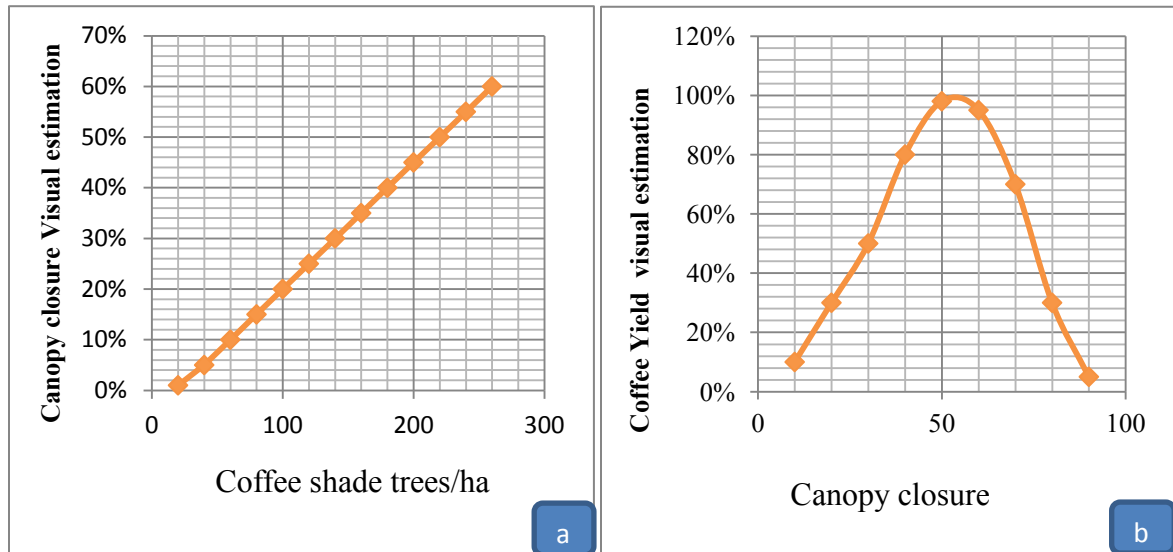 Canopy closure Visual estimation
70%
60%
50%
40%
30%
20%
10%
0%
0 100 200 300
Coffee shade trees/ha
a
Coffee Yield visual estimation
120%
100%
80%
60%
40%
20%
0%
0 50 100
Canopy closure
b